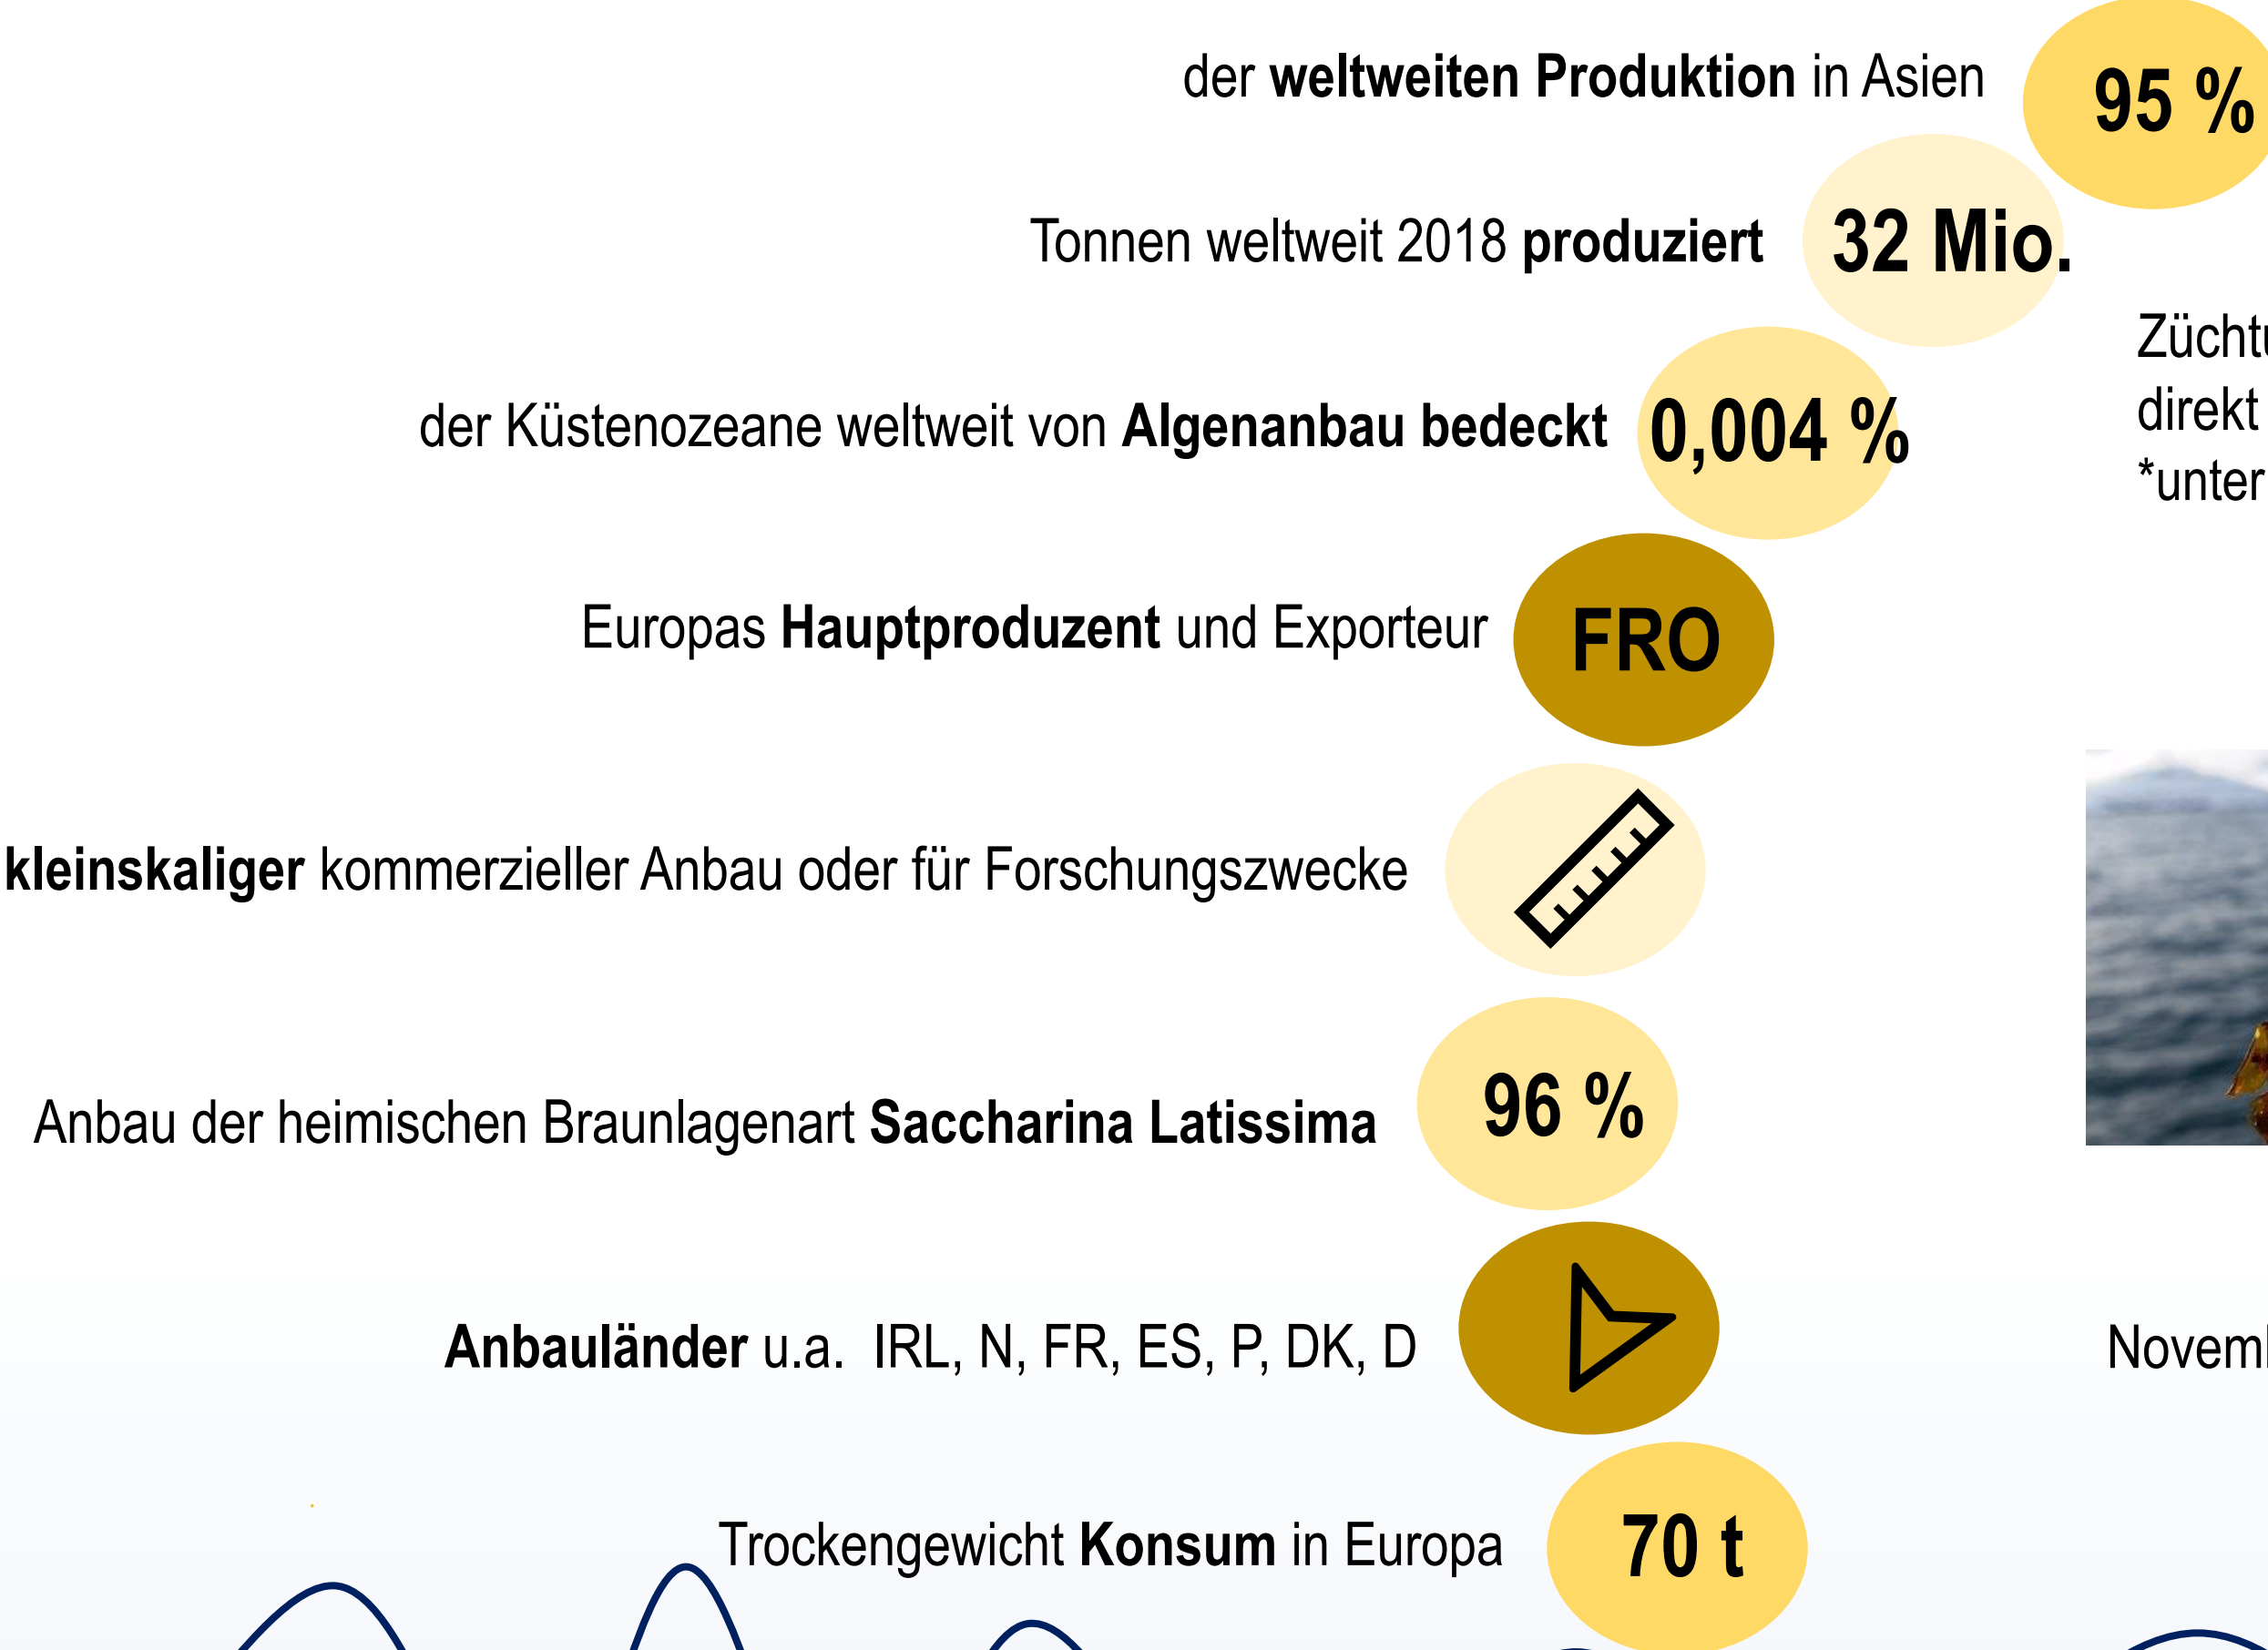 der weltweiten Produktion in Asien 95 %
Tonnen weltweit 2018 produziert 32 Mio.
der Küstenozeane weltweit von Algenanbau bedeckt 0,004 %
Europas Hauptproduzent und Exporteur FRO
kleinskaliger kommerzieller Anbau oder für Forschungszwecke
Anbau der heimischen Braunlagenart Saccharina Latissima 96 %
Anbauländer u.a. IRL, N, FR, ES, P, DK, D
Trockengewicht Konsum in Europa 70 t
direkt
*unter